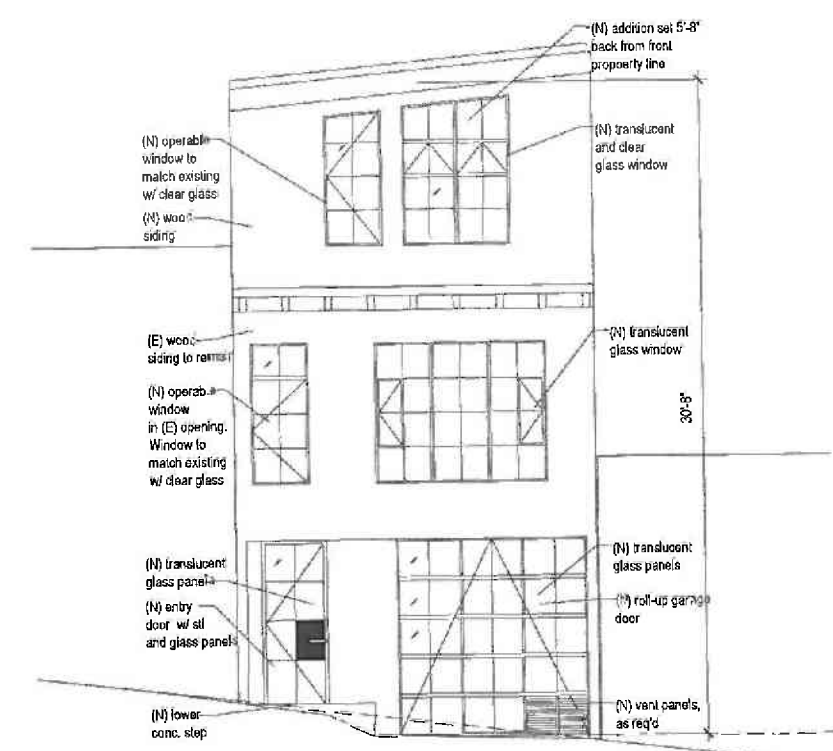 (N) addition set 5'-8"
back from front
property line
(N) operable
window to
match existing
w/ clear glass
(N) translucent
and clear
glass window
(N) wood
siding
(E) wood
siding to remain
(N) translucent
glass window
(N) operable
window
in (E) opening.
Window to
match existing
w/ clear glass
30'-8"
(N) translucent
glass panels
(N) entry
door w/ stl
and glass panels
(N) translucent
glass panels
(N) roll-up garage
door
(N) lower
conc. step
(N) vent panels,
as req'd